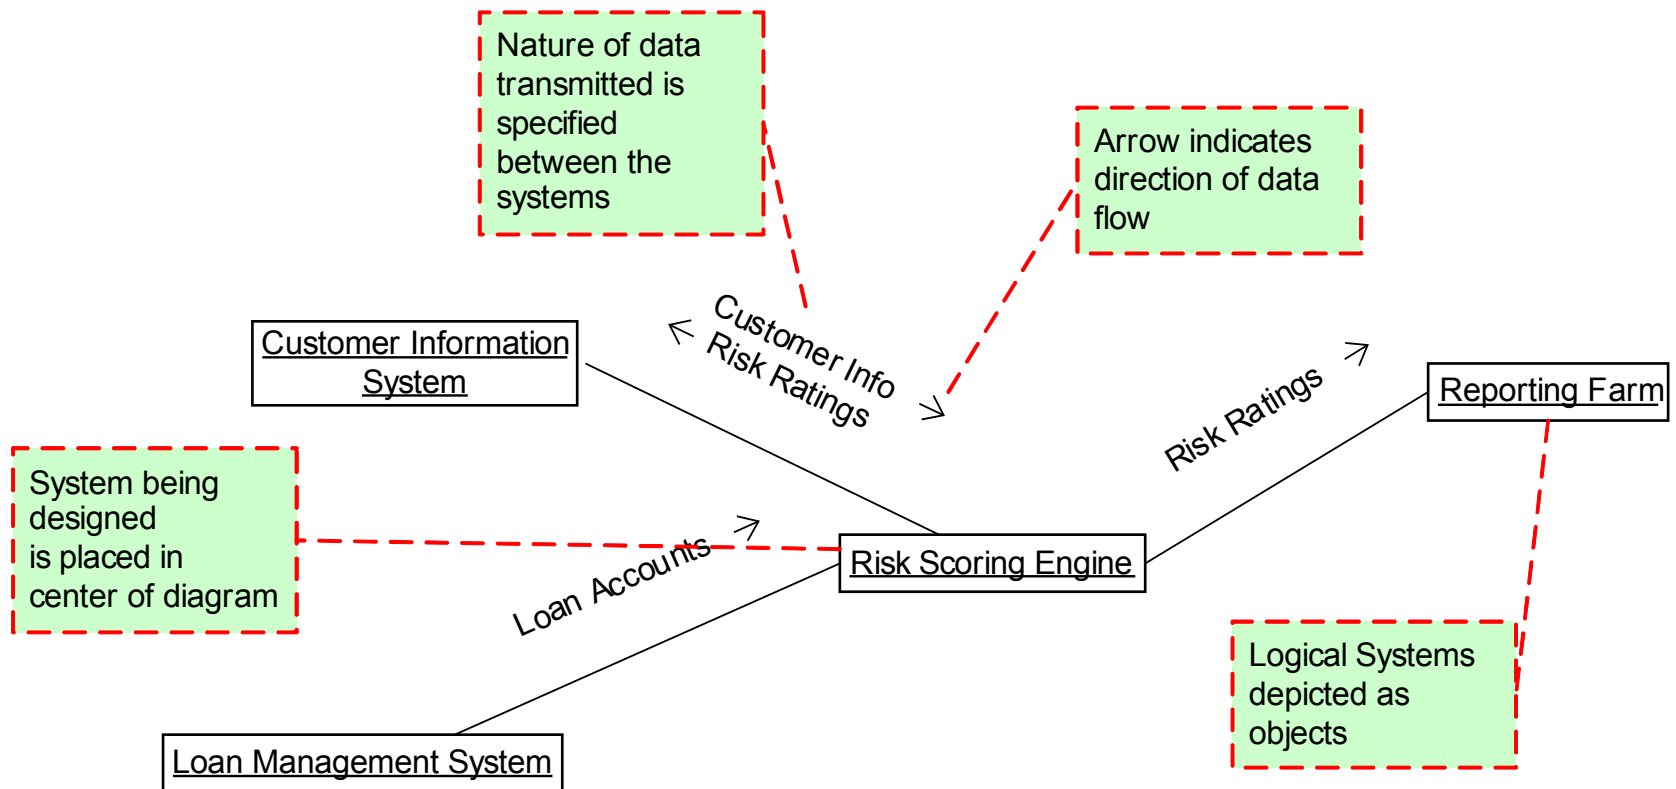 Nature of data
transmitted is
specified
between the
systems
Arrow indicates
direction of data
flow
Customer Information
System
Customer Info
Risk Ratings
Risk Ratings
Reporting Farm
System being
designed
is placed in
center of diagram
Loan Accounts
Risk Scoring Engine
Logical Systems
depicted as
objects
Loan Management System